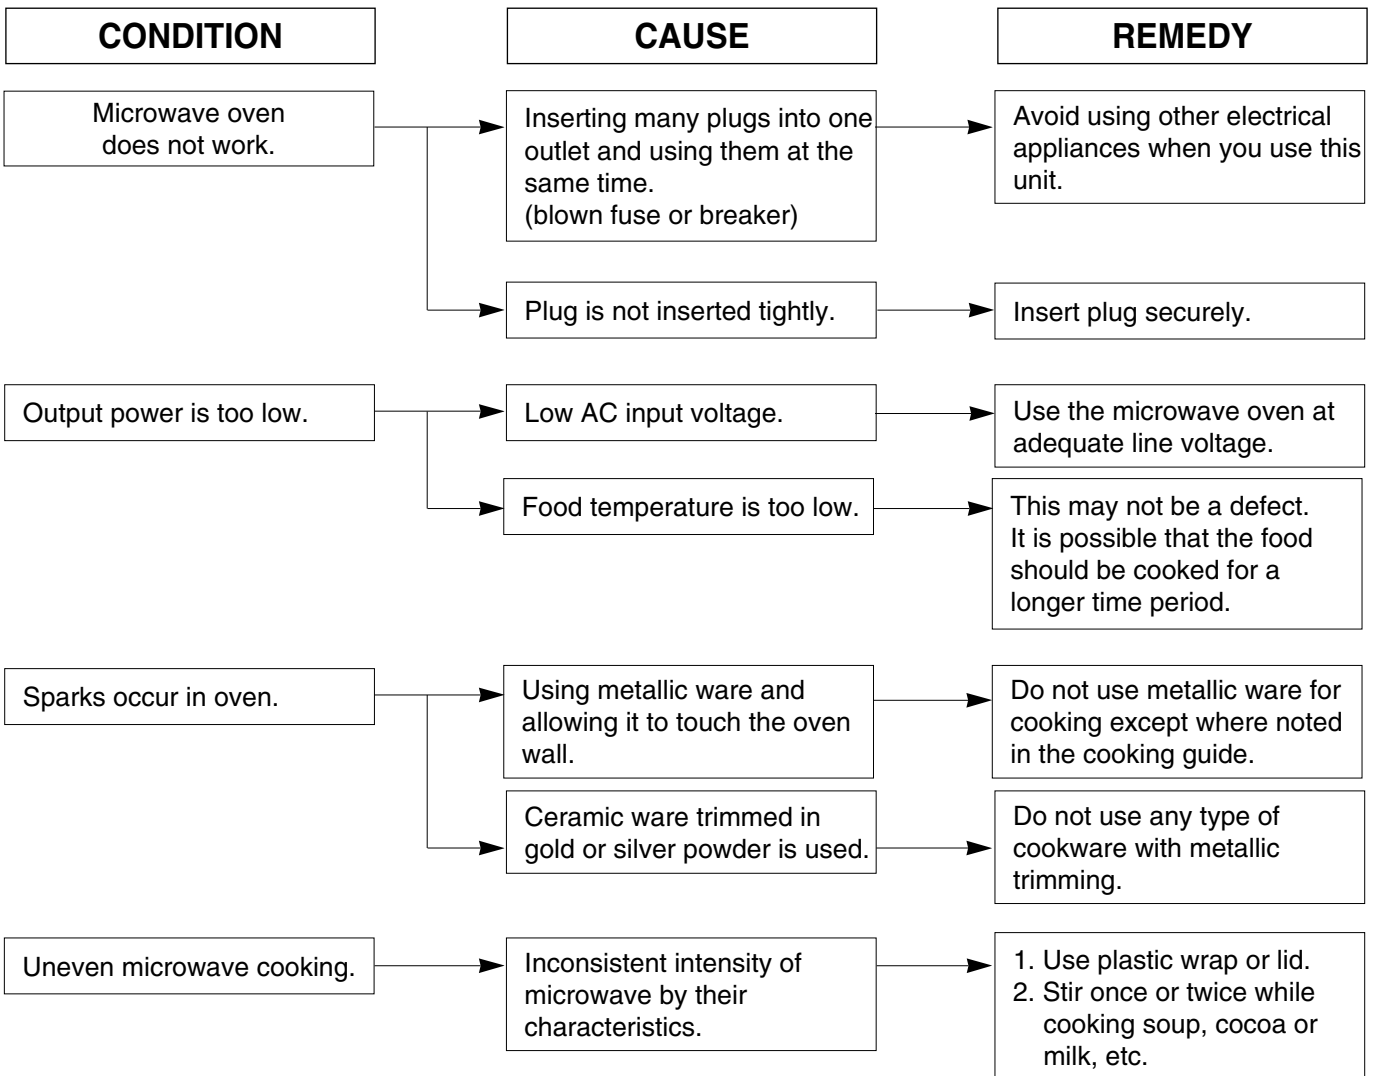 CONDITION
CAUSE
REMEDY
Microwave oven
does not work.
Inserting many plugs into one
outlet and using them at the
same time.
(blown fuse or breaker)
Avoid using other electrical
appliances when you use this
unit.
Plug is not inserted tightly.
Insert plug securely.
Output power is too low.
Low AC input voltage.
Use the microwave oven at
adequate line voltage.
Food temperature is too low.
This may not be a defect.
It is possible that the food
should be cooked for a
longer time period.
Sparks occur in oven.
Using metallic ware and
allowing it to touch the oven
wall.
Do not use metallic ware for
cooking except where noted
in the cooking guide.
Ceramic ware trimmed in
gold or silver powder is used.
Do not use any type of
cookware with metallic
trimming.
Uneven microwave cooking.
Inconsistent intensity of
microwave by their
characteristics.
1. Use plastic wrap or lid.
2. Stir once or twice while
cooking soup, cocoa or
milk, etc.